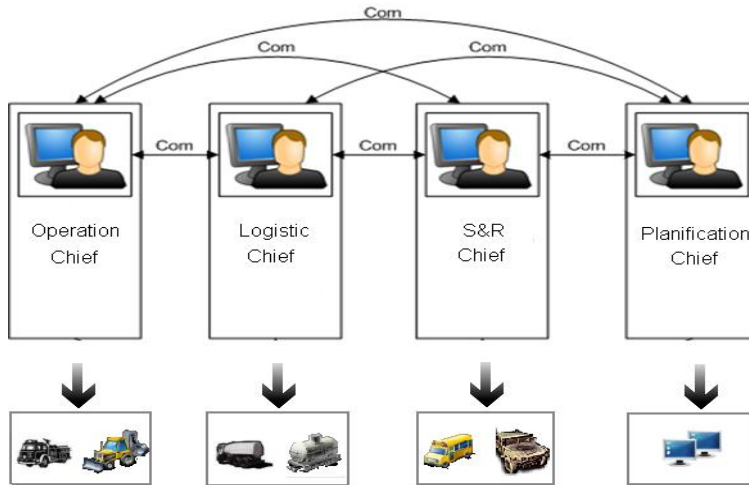 Com
Com
Com
Com
Com
Com
Operation
Chief
Logistic
Chief
S&R
Chief
Planification
Chief